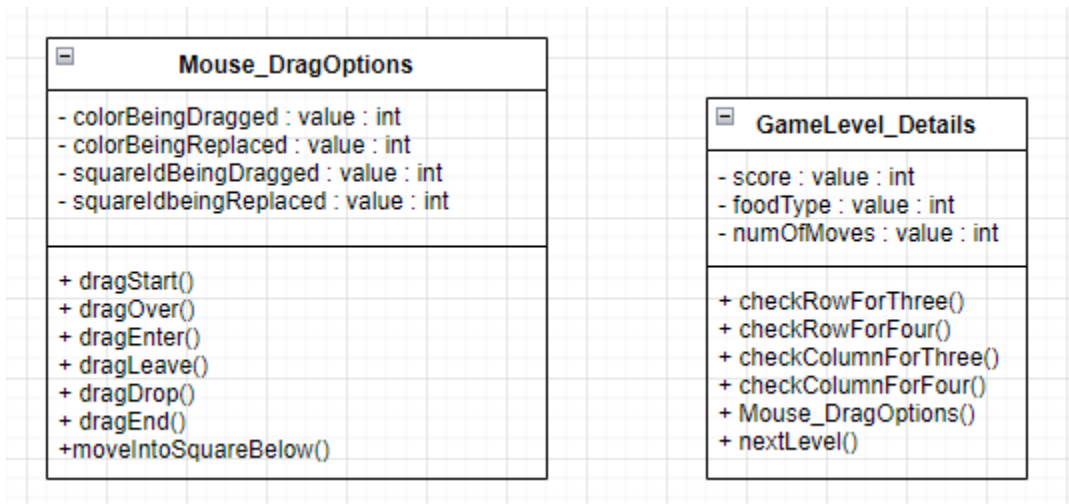 Mouse_DragOptions
- colorBeingDragged : value : int
- colorBeingReplaced : value : int
- squareIdBeingDragged : value : int
- squareIdbeingReplaced : value : int
+ dragStart()
+ dragOver()
+ dragEnter()
+ dragLeave()
+ dragDrop()
+ dragEnd()
+moveIntoSquareBelow()
GameLevel_Details
- score : value : int
- foodType : value : int
- numOfMoves : value : int
+ checkRowForThree()
+ checkRowForFour()
+ checkColumnForThree()
+ checkColumnForFour()
+ Mouse_DragOptions()
+ nextLevel()